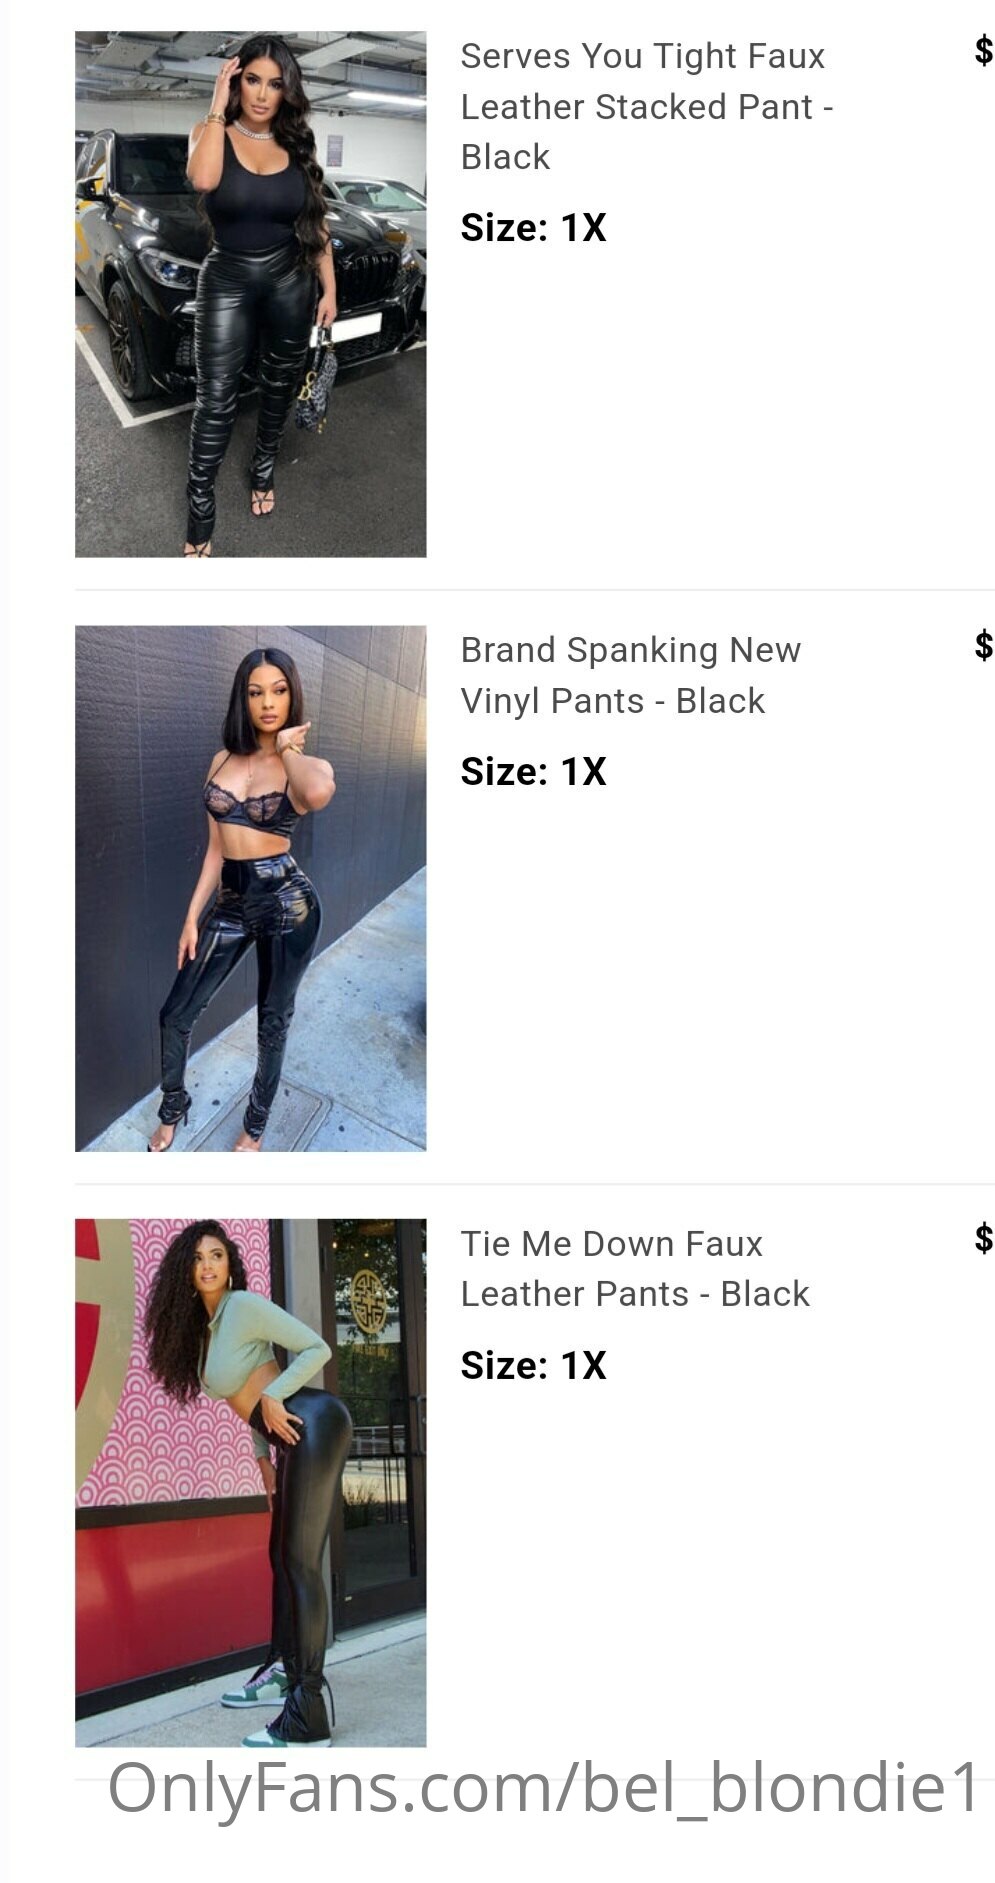 Serves You Tight Faux
Leather Stacked Pant -
Black
$
Size: 1X
Brand Spanking New
Vinyl Pants - Black
$
Size: 1X
Tie Me Down Faux
Leather Pants - Black
$
Size: 1X
OnlyFans.com/bel_blondie1